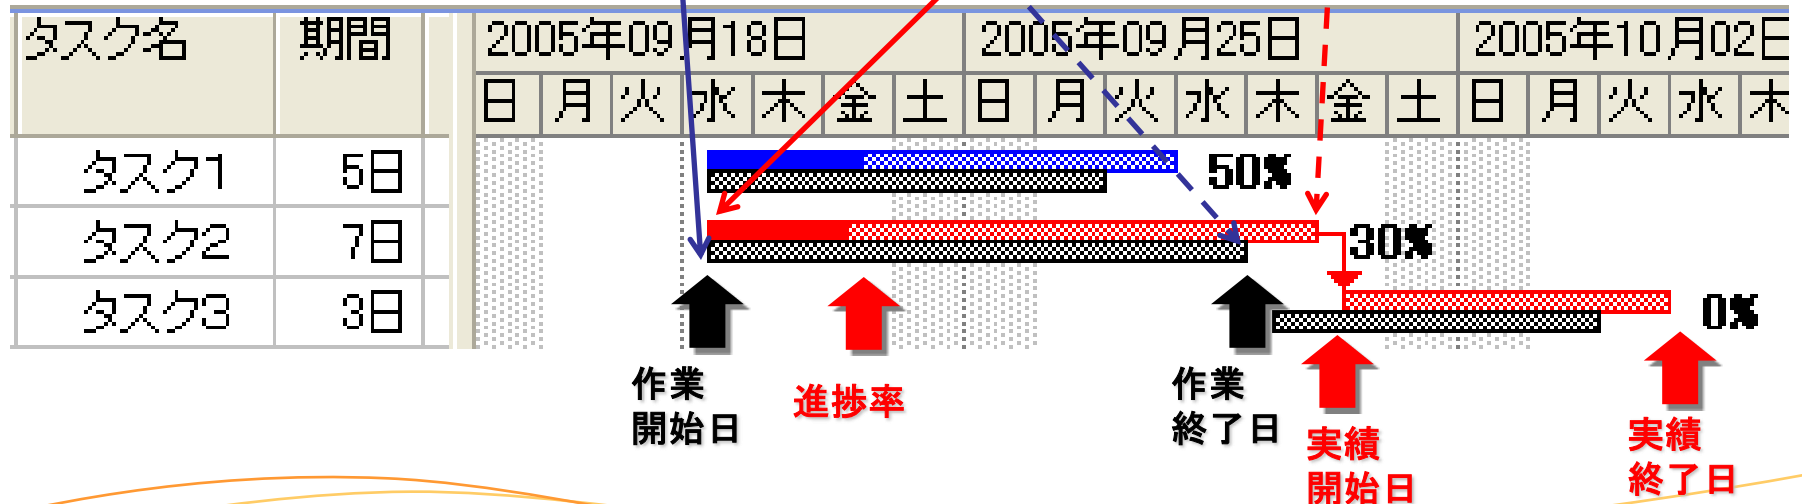 タスク名 期間 2005年09月18日 2005年09月25日 2005年10月02日
日 月 火 水 木 金 土 日 月 火 水 木 金 土 日 月 火 水 木
タスク1 5日 50%
タスク2 7日 30%
タスク3 3日 0%
作業
開始日
進捗率
作業
終了日
実績
開始日
実績
終了日